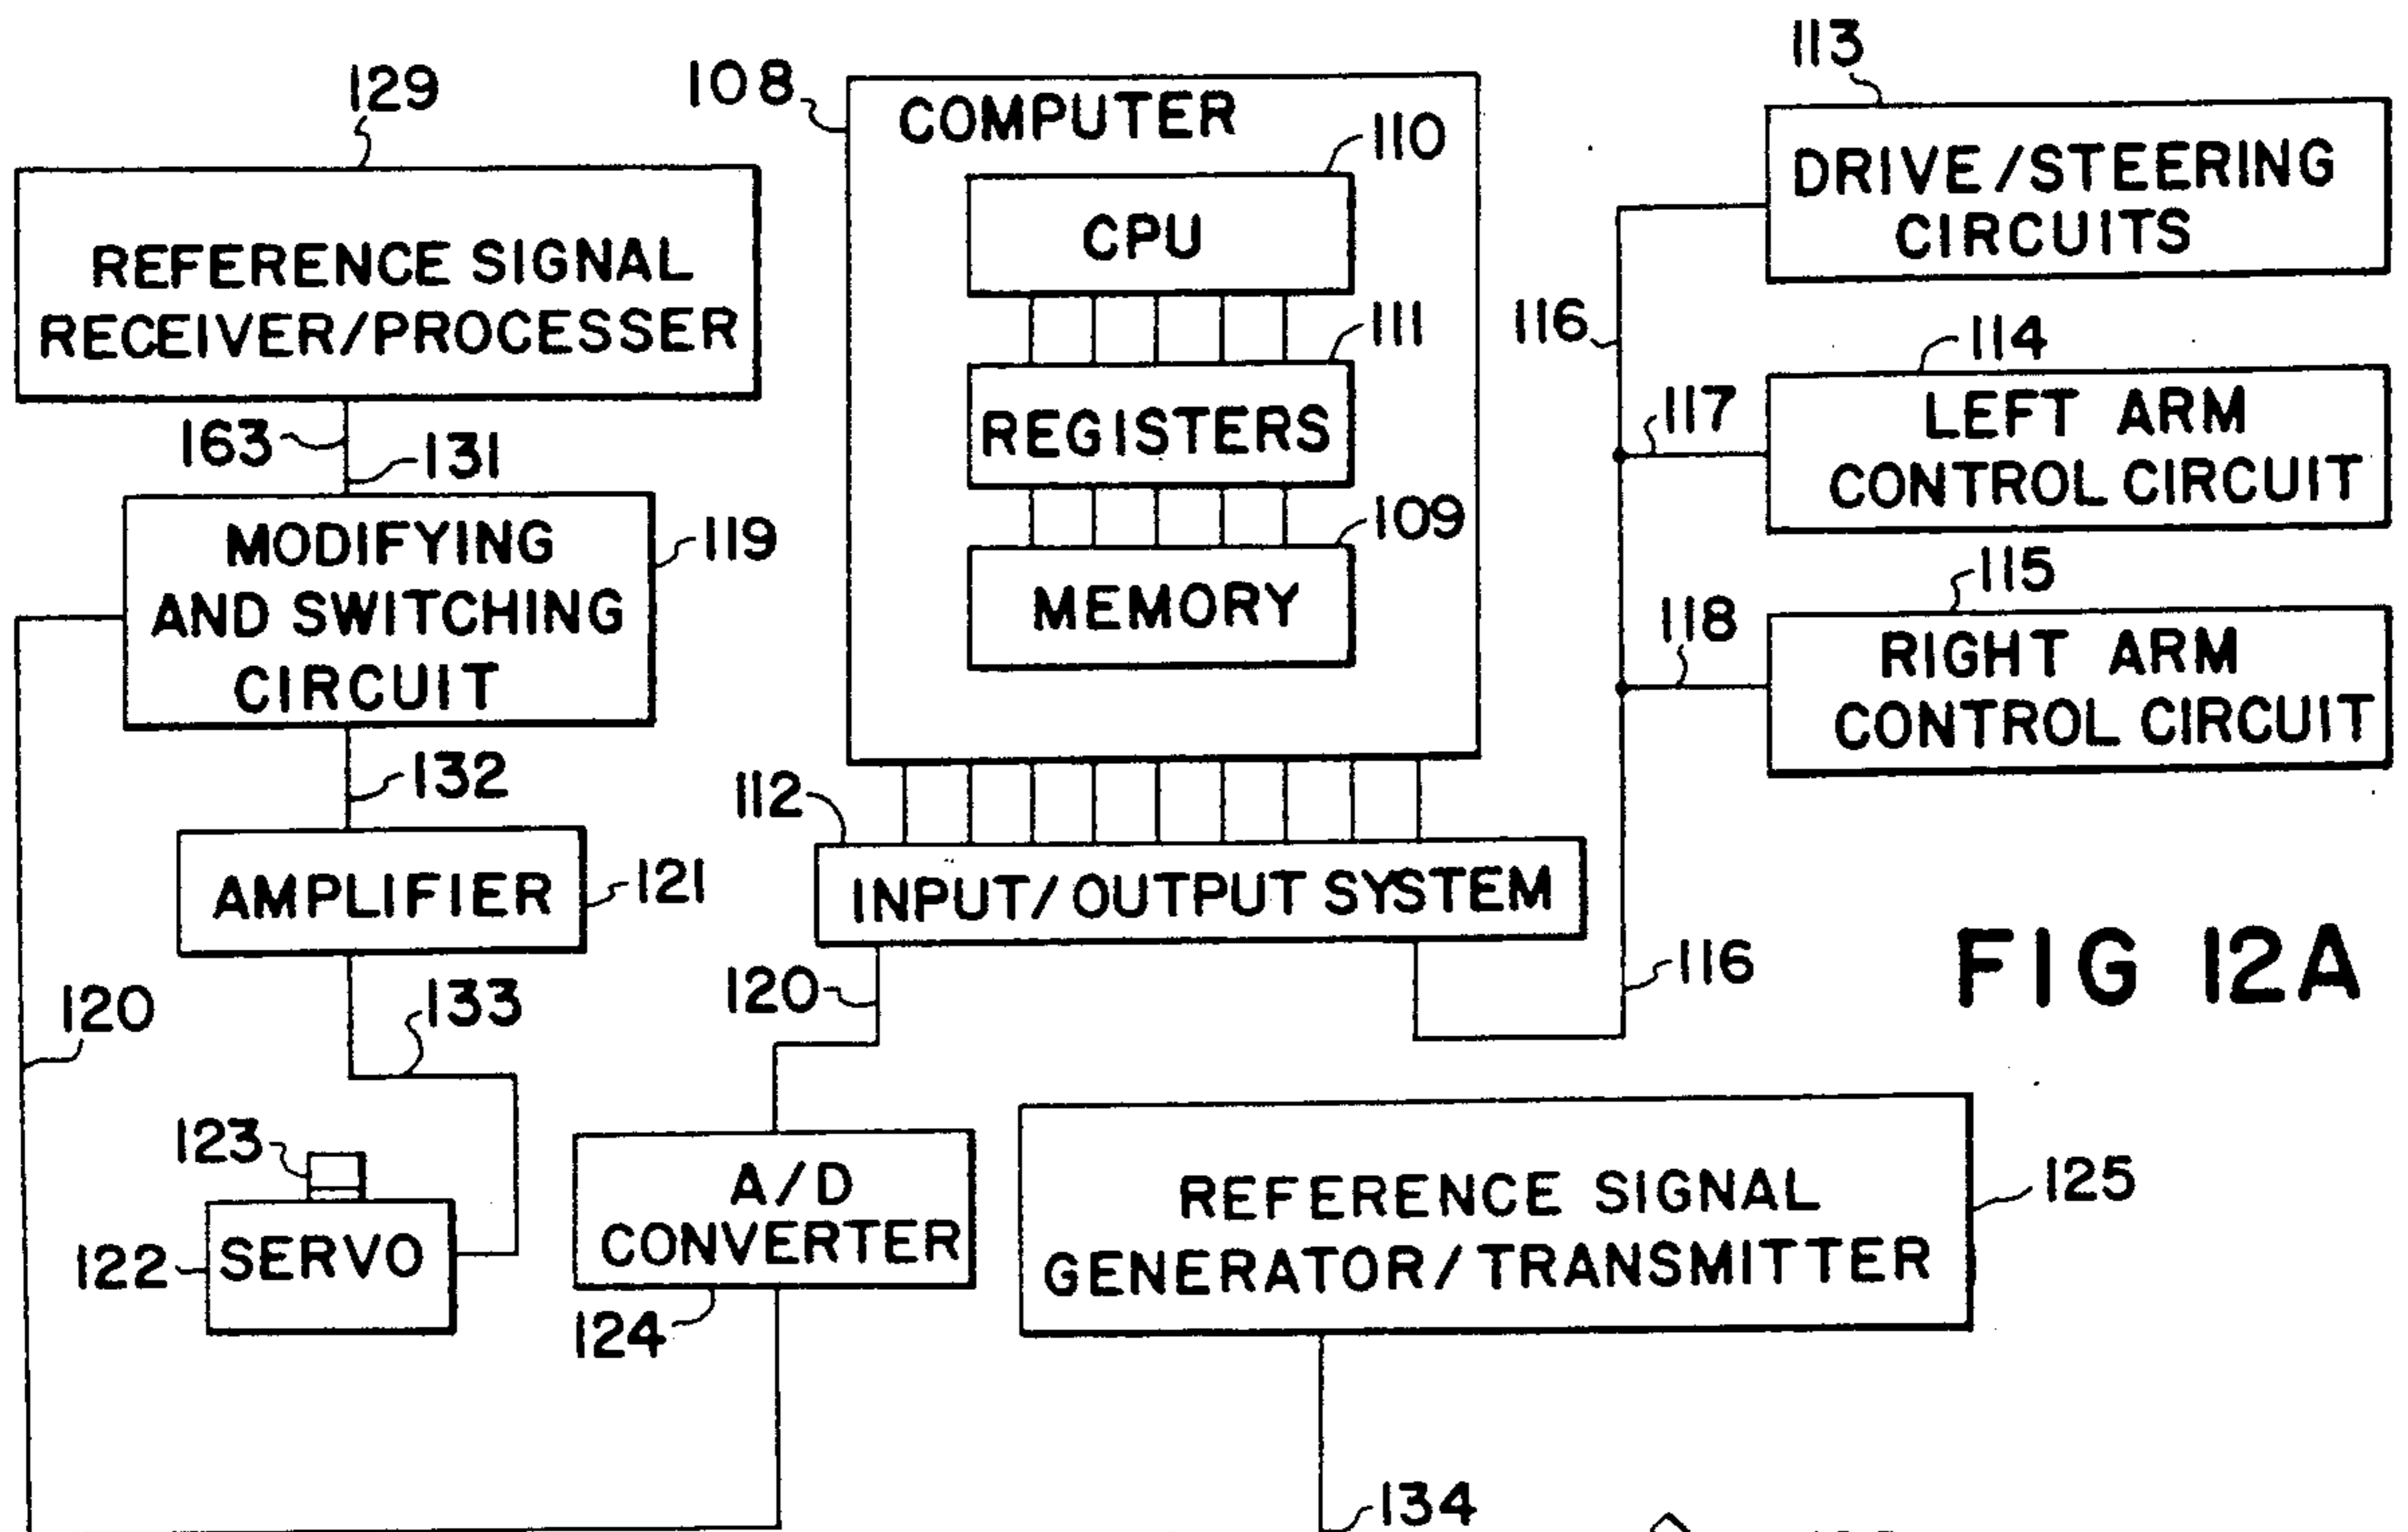 113
129
108
COMPUTER
110
DRIVE/STEERING
CIRCUITS
CPU
REFERENCE SIGNAL
RECEIVER/PROCESSER
111
116
114
REGISTERS
LEFT ARM
CONTROL CIRCUIT
117
163
131
109
MODIFYING
AND SWITCHING
CIRCUIT
119
MEMORY
115
118
RIGHT ARM
CONTROL CIRCUIT
132
112
AMPLIFIER
121
INPUT/OUTPUT SYSTEM
FIG 12A
116
120
120
133
123
A/D
CONVERTER
REFERENCE SIGNAL
GENERATOR/TRANSMITTER
125
122
SERVO
124
134